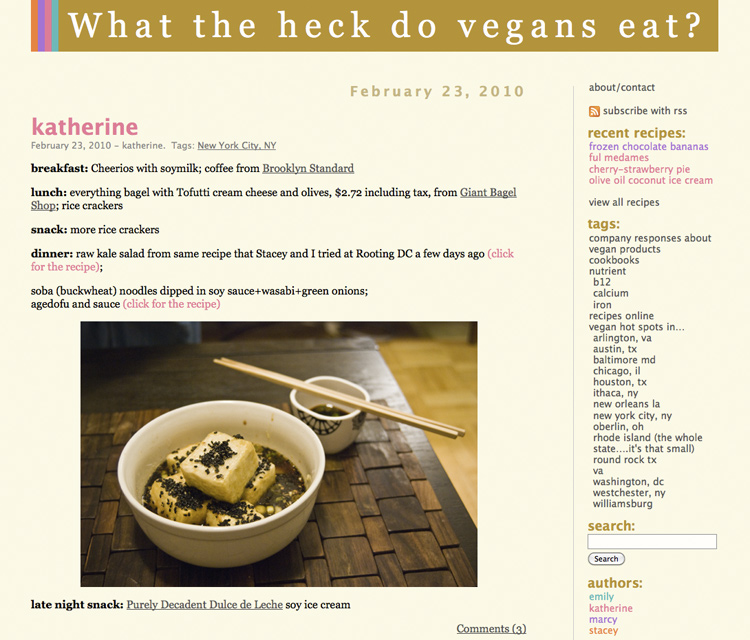 What the heck do vegans eat?
February 23, 2010
katherine
February 23, 2010 – katherine. Tags: New York City, NY
breakfast: Cheerios with soymilk; coffee from Brooklyn Standard
lunch: everything bagel with Tofutti cream cheese and olives, $2.72 including tax, from Giant Bagel
Shop; rice crackers
snack: more rice crackers
dinner: raw kale salad from same recipe that Stacey and I tried at Rooting DC a few days ago (click
for the recipe);
soba (buckwheat) noodles dipped in soy sauce+wasabi+green onions;
agedofu and sauce (click for the recipe)
late night snack: Purely Decadent Dulce de Leche soy ice cream
Comments (3)
about/contact
subscribe with rss
recent recipes:
frozen chocolate bananas
ful medames
cherry-strawberry pie
olive oil coconut ice cream
view all recipes
tags:
company responses about
vegan products
cookbooks
nutrient
b12
calcium
iron
recipes online
vegan hot spots in...
arlington, va
austin, tx
baltimore md
chicago, il
houston, tx
ithaca, ny
new orleans la
new york city, ny
oberlin, oh
rhode island (the whole
state....it's that small)
round rock tx
va
washington, dc
westchester, ny
williamsburg
search:
Search
authors:
emily
katherine
marcy
stacey